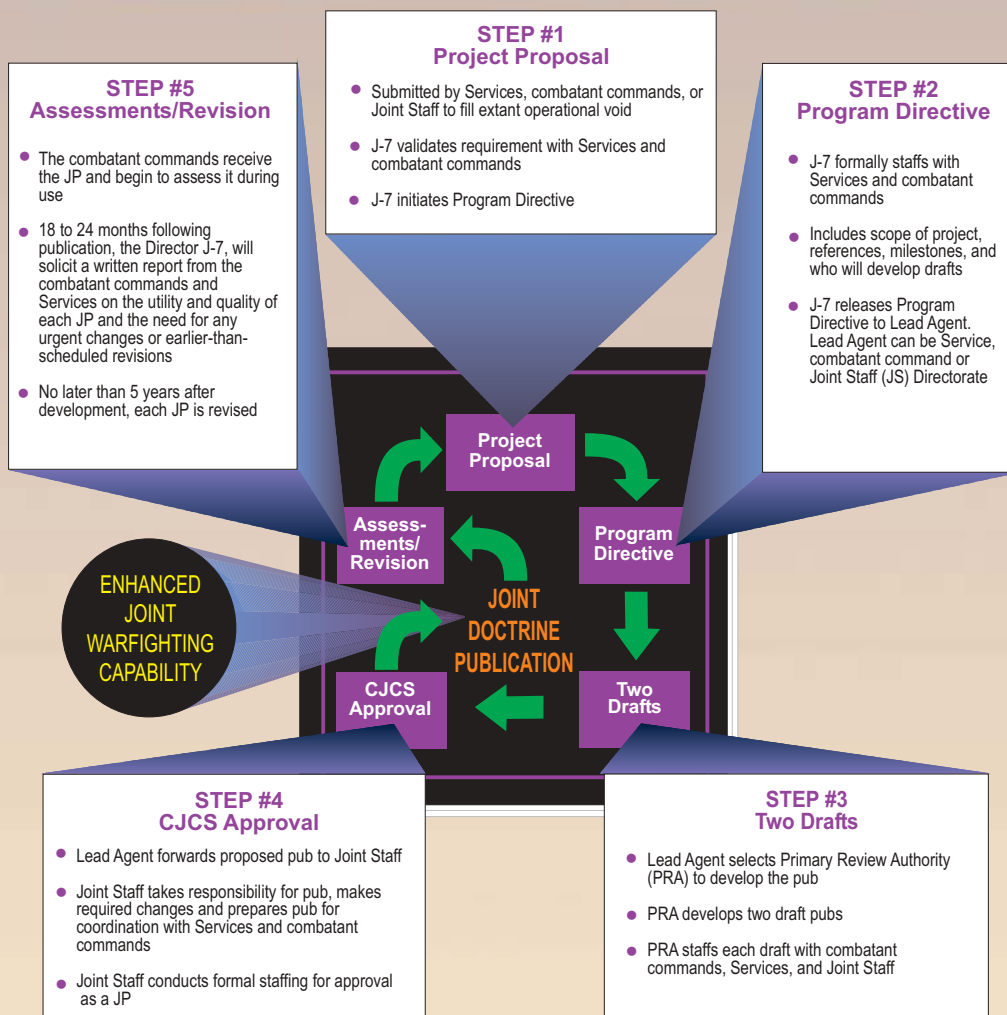 STEP #1
Project Proposal
Submitted by Services, combatant commands, or
Joint Staff to fill extant operational void
J-7 validates requirement with Services and
combatant commands
J-7 initiates Program Directive
STEP #5
Assessments/Revision
The combatant commands receive
the JP and begin to assess it during
use
18 to 24 months following
publication, the Director J-7, will
solicit a written report from the
combatant commands and
Services on the utility and quality of
each JP and the need for any
urgent changes or earlier-than-
scheduled revisions
No later than 5 years after
development, each JP is revised
STEP #2
Program Directive
J-7 formally staffs with
Services and combatant
commands
Includes scope of project,
references, milestones, and
who will develop drafts
J-7 releases Program
Directive to Lead Agent.
Lead Agent can be Service,
combatant command or
Joint Staff (JS) Directorate
Project
Proposal
Assess-
ments/
Revision
Program
Directive
ENHANCED
JOINT
WARFIGHTING
CAPABILITY
JOINT
DOCTRINE
PUBLICATION
CJCS
Approval
Two
Drafts
STEP #4
CJCS Approval
Lead Agent forwards proposed pub to Joint Staff
Joint Staff takes responsibility for pub, makes
required changes and prepares pub for
coordination with Services and combatant
commands
Joint Staff conducts formal staffing for approval
as a JP
STEP #3
Two Drafts
Lead Agent selects Primary Review Authority
(PRA) to develop the pub
PRA develops two draft pubs
PRA staffs each draft with combatant
commands, Services, and Joint Staff